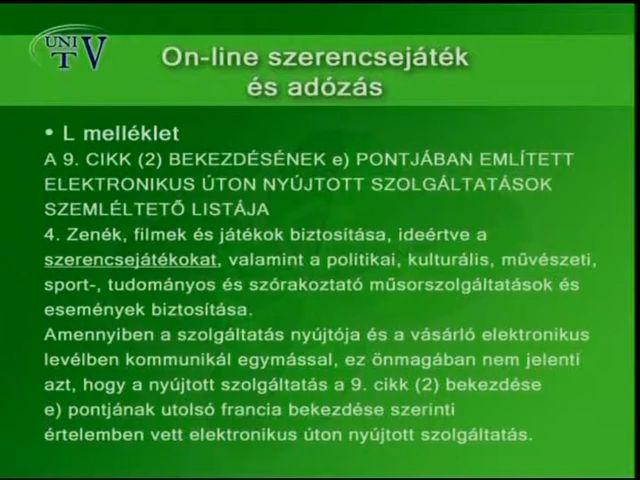 UNI
TV
On-line szerencsejáték
és adózás
• L melléklet
A 9. CIKK (2) BEKEZDÉSÉNEK e) PONTJÁBAN EMLÍTETT
ELEKTRONIKUS ÚTON NYÚJTOTT SZOLGÁLTATÁSOK
SZEMLÉLTETŐ LISTÁJA
4. Zenék, filmek és játékok biztosítása, ideértve a
szerencsejátékokat, valamint a politikai, kulturális, művészeti,
sport-, tudományos és szórakoztató műsorszolgáltatások és
események biztosítása.
Amennyiben a szolgáltatás nyújtója és a vásárló elektronikus
levélben kommunikál egymással, ez önmagában nem jelenti
azt, hogy a nyújtott szolgáltatás a 9. cikk (2) bekezdése
e) pontjának utolsó francia bekezdése szerinti
értelemben vett elektronikus úton nyújtott szolgáltatás.